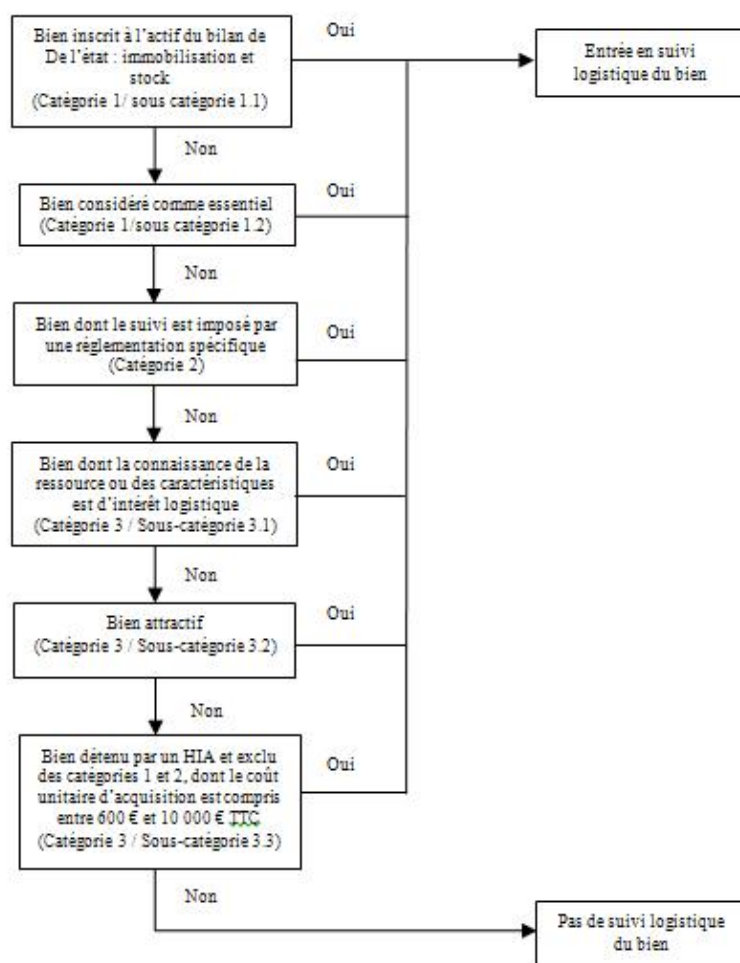 Bien inscrit à l'actif du bilan de
De l'état : immobilisation et
stock
(Catégorie 1/ sous catégorie 1.1)
Oui
Entrée en suivi
logistique du bien
Non
Bien considéré comme essentiel
(Catégorie 1/sous catégorie 1.2)
Oui
Non
Bien dont le suivi est imposé par
une réglementation spécifique
(Catégorie 2)
Oui
Non
Bien dont la connaissance de la
ressource ou des caractéristiques
est d'intérêt logistique
(Catégorie 3 / Sous-catégorie 3.1)
Oui
Non
Bien attractif
(Catégorie 3 / Sous-catégorie 3.2)
Oui
Non
Bien détenu par un HIA et exclu
des catégories 1 et 2, dont le coût
unitaire d'acquisition est compris
entre 600 € et 10 000 € TTC
(Catégorie 3 / Sous-catégorie 3.3)
Oui
Non
Pas de suivi logistique
du bien